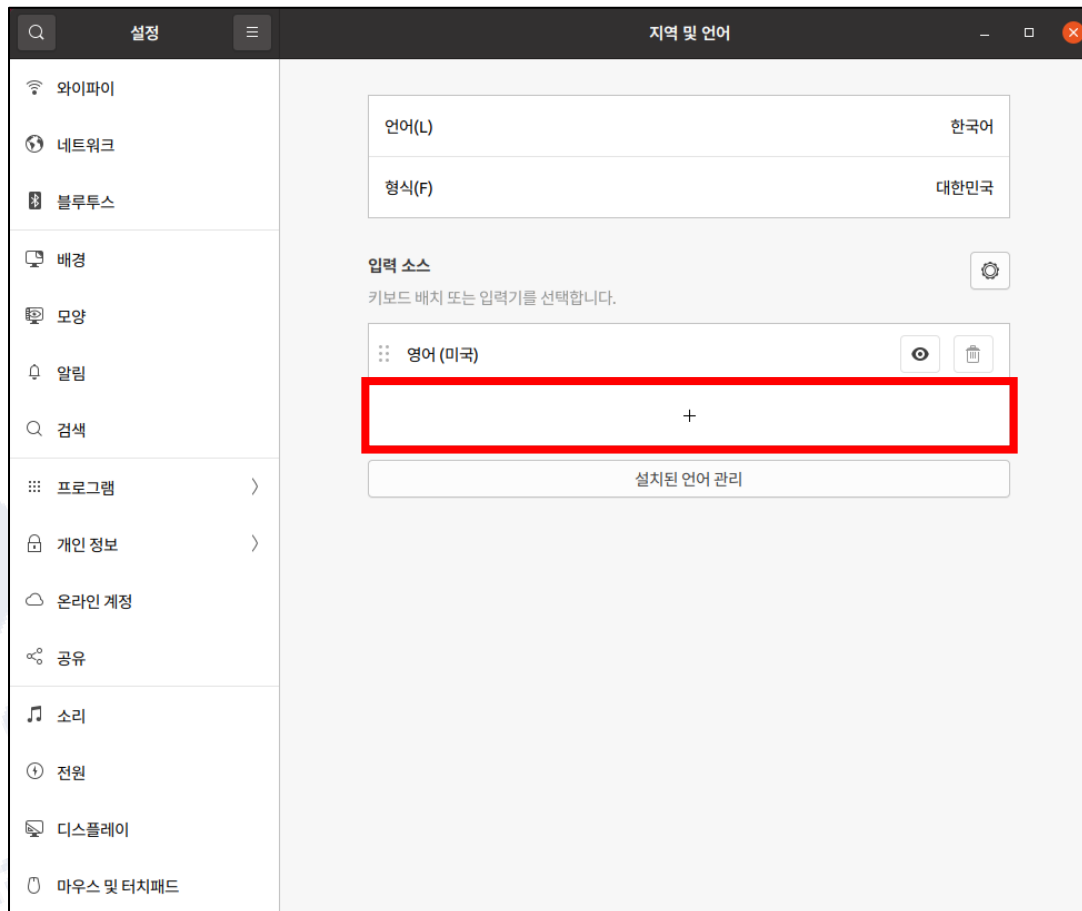 설정
지역 및 언어
와이파이
네트워크
블루투스
배경
모양
알림
검색
프로그램
개인 정보
온라인 계정
공유
소리
전원
디스플레이
마우스 및 터치패드
언어(L)
한국어
형식(F)
대한민국
입력 소스
키보드 배치 또는 입력기를 선택합니다.
영어 (미국)
+
설치된 언어 관리